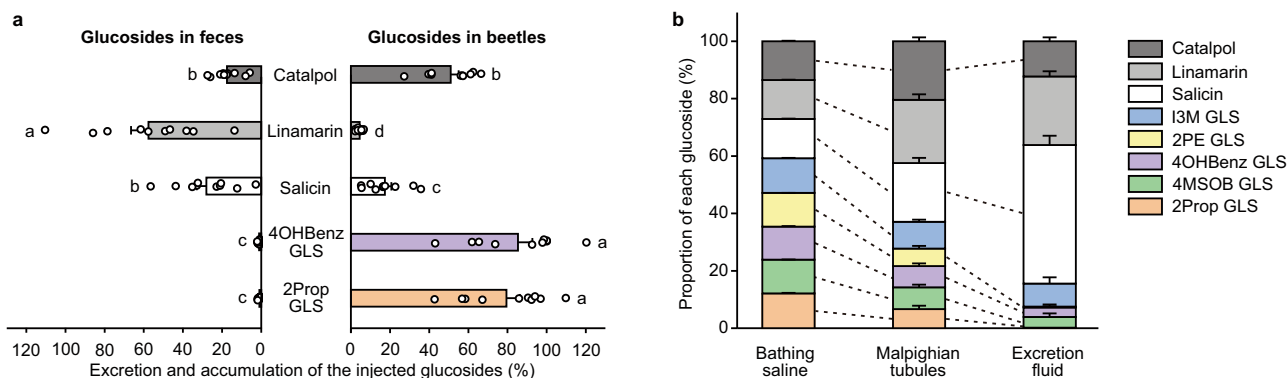 a
Glucosides in feces
Glucosides in beetles
b
Catalpol
b
a
Linamarin
d
b
Salicin
c
c
4OHBenz
GLS
a
c
2Prop
GLS
a
120 100 80 60 40 20 0
0 20 40 60 80 100 120
Excretion and accumulation of the injected glucosides (%)
b
Proportion of each glucoside (%)
100
80
60
40
20
0
Bathing
saline
Malpighian
tubules
Excretion
fluid
Catalpol
Linamarin
Salicin
I3M GLS
2PE GLS
4OHBenz GLS
4MSOB GLS
2Prop GLS